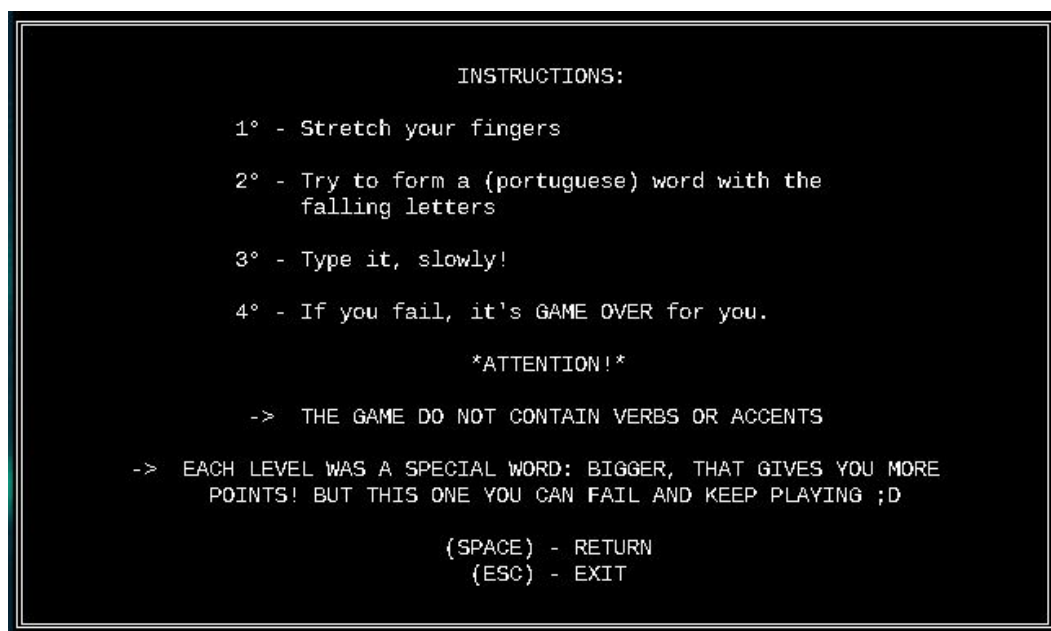 INSTRUCTIONS:
1° - Stretch your fingers
2° - Try to form a (portuguese) word with the
falling letters
3° - Type it, slowly!
4° - If you fail, it's GAME OVER for you.
*ATTENTION!*
-> THE GAME DO NOT CONTAIN VERBS OR ACCENTS
-> EACH LEVEL WAS A SPECIAL WORD: BIGGER, THAT GIVES YOU MORE
POINTS! BUT THIS ONE YOU CAN FAIL AND KEEP PLAYING ;D
(SPACE) - RETURN
(ESC) - EXIT